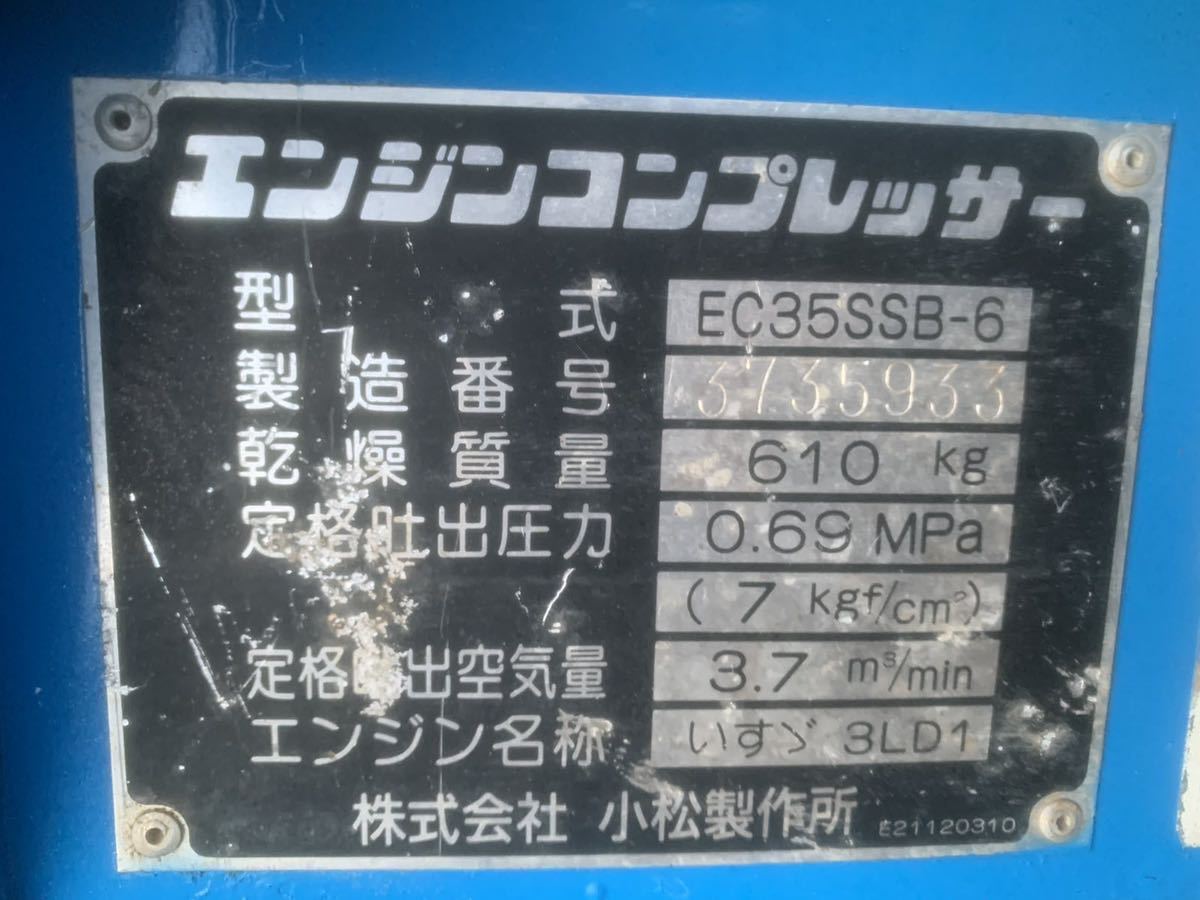 エンジンコンプレッサー
型式 EC35SSB-6
製造番号 3735933
乾燥質量 610 kg
定格吐出圧力 0.69 MPa
(7 kgf/cm²)
定格吐出空気量 3.7 m³/min
エンジン名称 いすゞ 3LD1
株式会社 小松製作所 E21120310